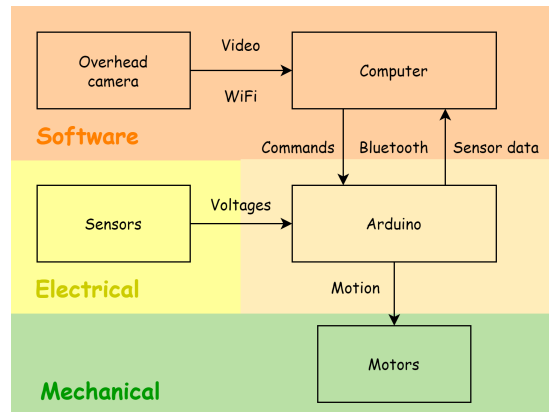 Video
Overhead
camera
Computer
WiFi
Software
Commands
Bluetooth
Sensor data
Voltages
Sensors
Arduino
Electrical
Motion
Motors
Mechanical